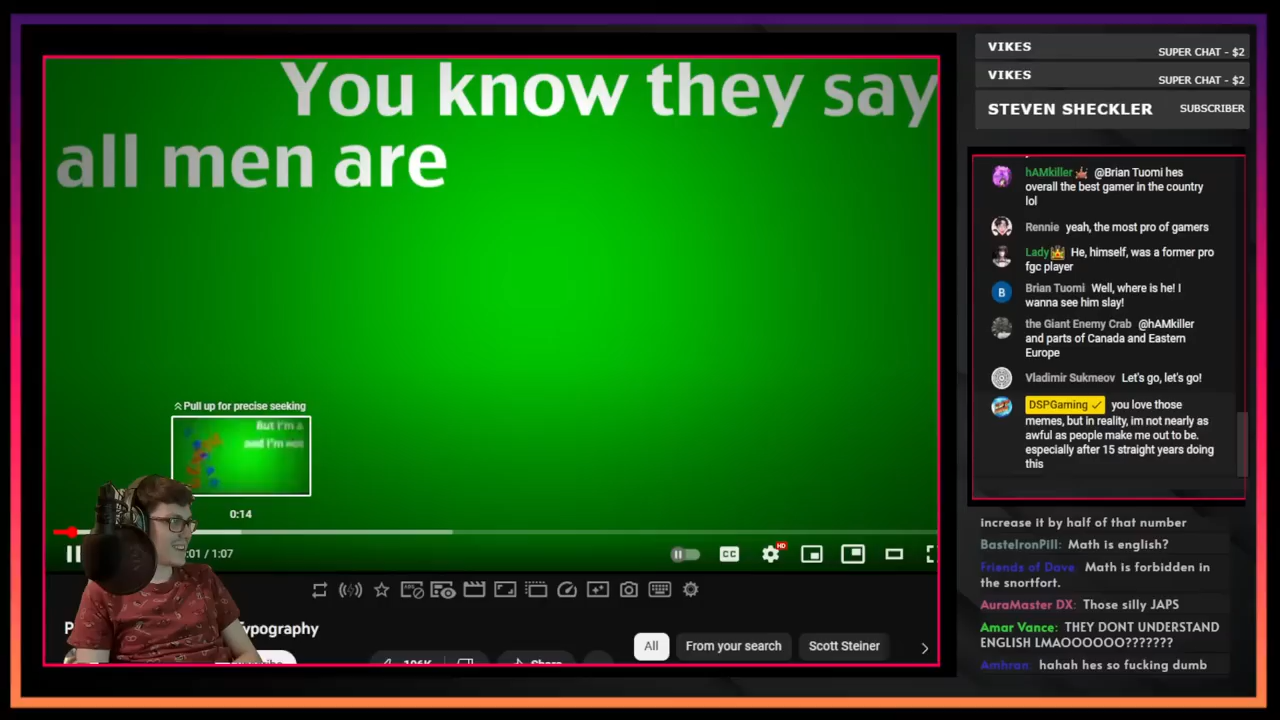 You know they say
all men are
Pull up for precise seeking
But I'm a
0:14
:01 / 1:07
CC
HD
ypography
106K
Share
All
From your search
Scott Steiner
VIKES
SUPER CHAT - $2
VIKES
SUPER CHAT - $2
STEVEN SHECKLER
SUBSCRIBER
hAMkiller @Brian Tuomi hes
overall the best gamer in the country
lol
Rennie yeah, the most pro of gamers
Lady He, himself, was a former pro
fgc player
B
Brian Tuomi Well, where is he! I
wanna see him slay!
the Giant Enemy Crab @hAMkiller
and parts of Canada and Eastern
Europe
Vladimir Sukmeov Let's go, let's go!
DSPGaming ✓ you love those
memes, but in reality, im not nearly as
awful as people make me out to be.
especially after 15 straight years doing
this
increase it by half of that number
BastelronPill: Math is english?
Friends of Dave: Math is forbidden in
the snortfort.
AuraMaster DX: Those silly JAPS
Amar Vance: THEY DONT UNDERSTAND
ENGLISH LMAOOOOOO???????
Amhran: hahah hes so fucking dumb